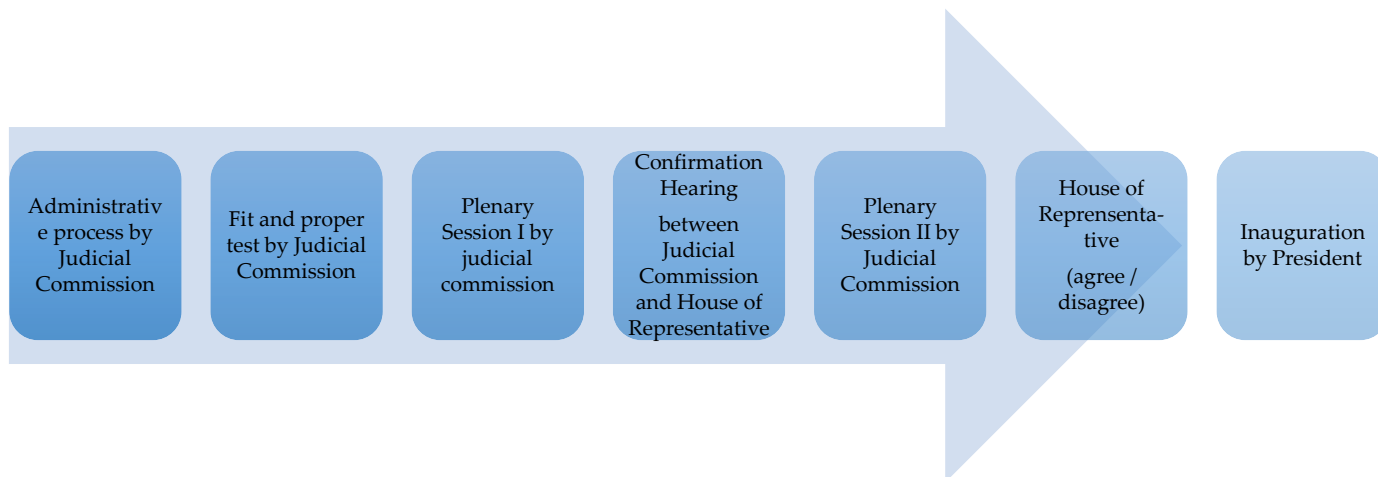 Administrativ
e process by
Judicial
Commission
Fit and proper
test by Judicial
Commission
Plenary
Session I by
judicial
commission
Confirmation
Hearing
between
Judicial
Commission
and House of
Representative
Plenary
Session II by
Judicial
Commission
House of
Reprensenta-
tive
(agree /
disagree)
Inauguration
by President